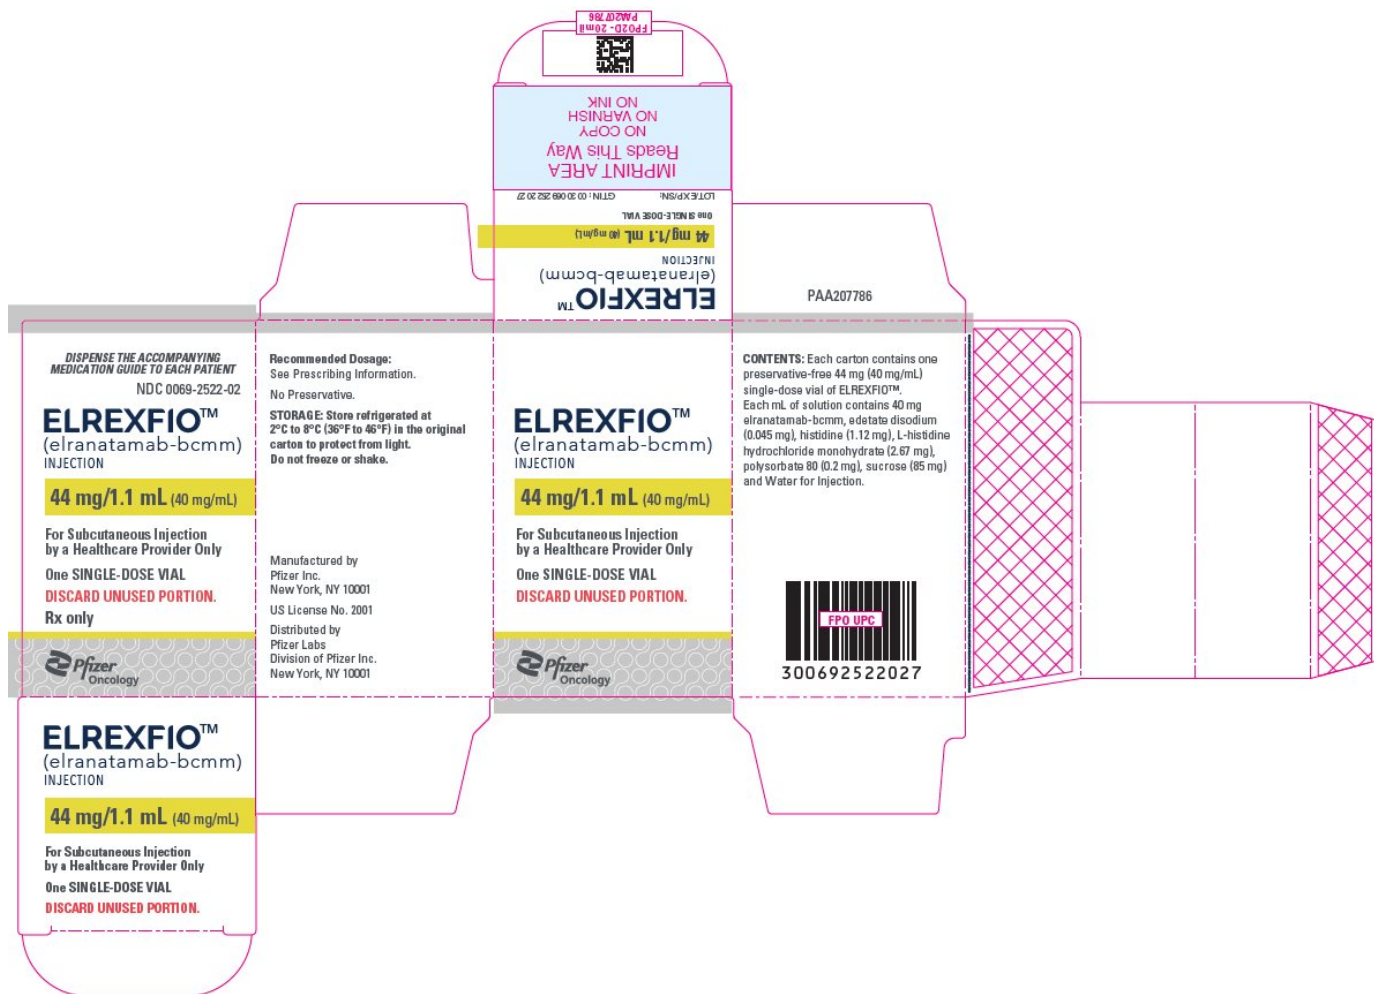 FPO2D - 20mil
PAA207786
IMPRINT AREA
Reads This Way
NO COPY
NO VARNISH
NO INK
LOT/EXP/SN:
GTIN: 00300692522027
One SINGLE-DOSE VIAL
44 mg/1.1 mL (40 mg/mL)
INJECTION
(elranatamab-bcmm)
ELREXFIO™
DISPENSE THE ACCOMPANYING
MEDICATION GUIDE TO EACH PATIENT
NDC 0069-2522-02
ELREXFIO™
(elranatamab-bcmm)
INJECTION
44 mg/1.1 mL (40 mg/mL)
For Subcutaneous Injection
by a Healthcare Provider Only
One SINGLE-DOSE VIAL
DISCARD UNUSED PORTION.
Rx only
Pfizer
Oncology
Recommended Dosage:
See Prescribing Information.
No Preservative.
STORAGE: Store refrigerated at
2°C to 8°C (36°F to 46°F) in the original
carton to protect from light.
Do not freeze or shake.
Manufactured by
Pfizer Inc.
New York, NY 10001
US License No. 2001
Distributed by
Pfizer Labs
Division of Pfizer Inc.
New York, NY 10001
ELREXFIO™
(elranatamab-bcmm)
INJECTION
44 mg/1.1 mL (40 mg/mL)
For Subcutaneous Injection
by a Healthcare Provider Only
One SINGLE-DOSE VIAL
DISCARD UNUSED PORTION.
Pfizer
Oncology
PAA207786
CONTENTS: Each carton contains one
preservative-free 44 mg (40 mg/mL)
single-dose vial of ELREXFIO™.
Each mL of solution contains 40 mg
elranatamab-bcmm, edetate disodium
(0.045 mg), histidine (1.12 mg), L-histidine
hydrochloride monohydrate (2.67 mg),
polysorbate 80 (0.2 mg), sucrose (85 mg)
and Water for Injection.
FPO UPC
300692522027
ELREXFIO™
(elranatamab-bcmm)
INJECTION
44 mg/1.1 mL (40 mg/mL)
For Subcutaneous Injection
by a Healthcare Provider Only
One SINGLE-DOSE VIAL
DISCARD UNUSED PORTION.